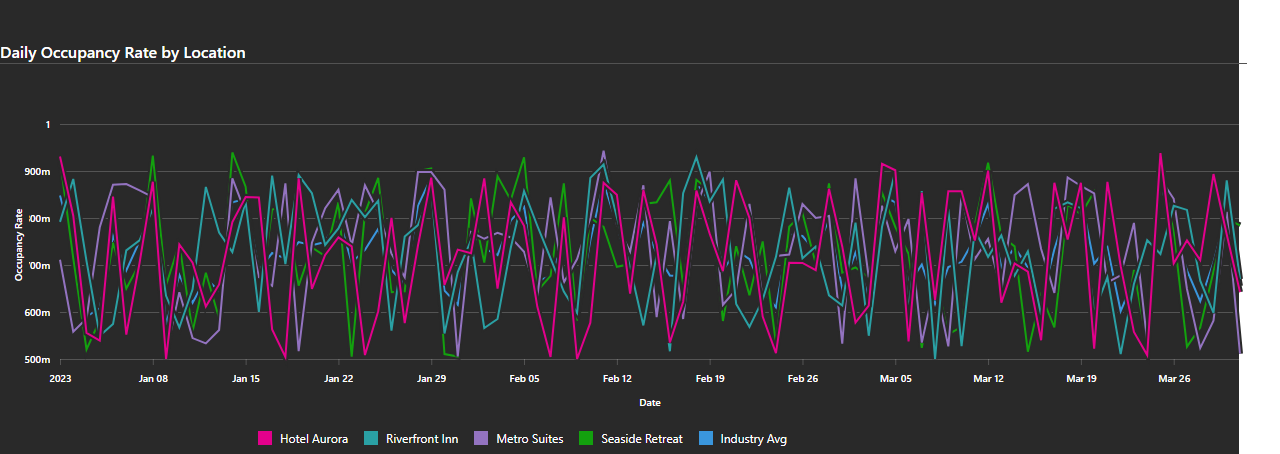 Daily Occupancy Rate by Location
1
900m
800m
700m
600m
500m
Occupancy Rate
2023 Jan 08 Jan 15 Jan 22 Jan 29 Feb 05 Feb 12 Feb 19 Feb 26 Mar 05 Mar 12 Mar 19 Mar 26
Date
Hotel Aurora Riverfront Inn Metro Suites Seaside Retreat Industry Avg